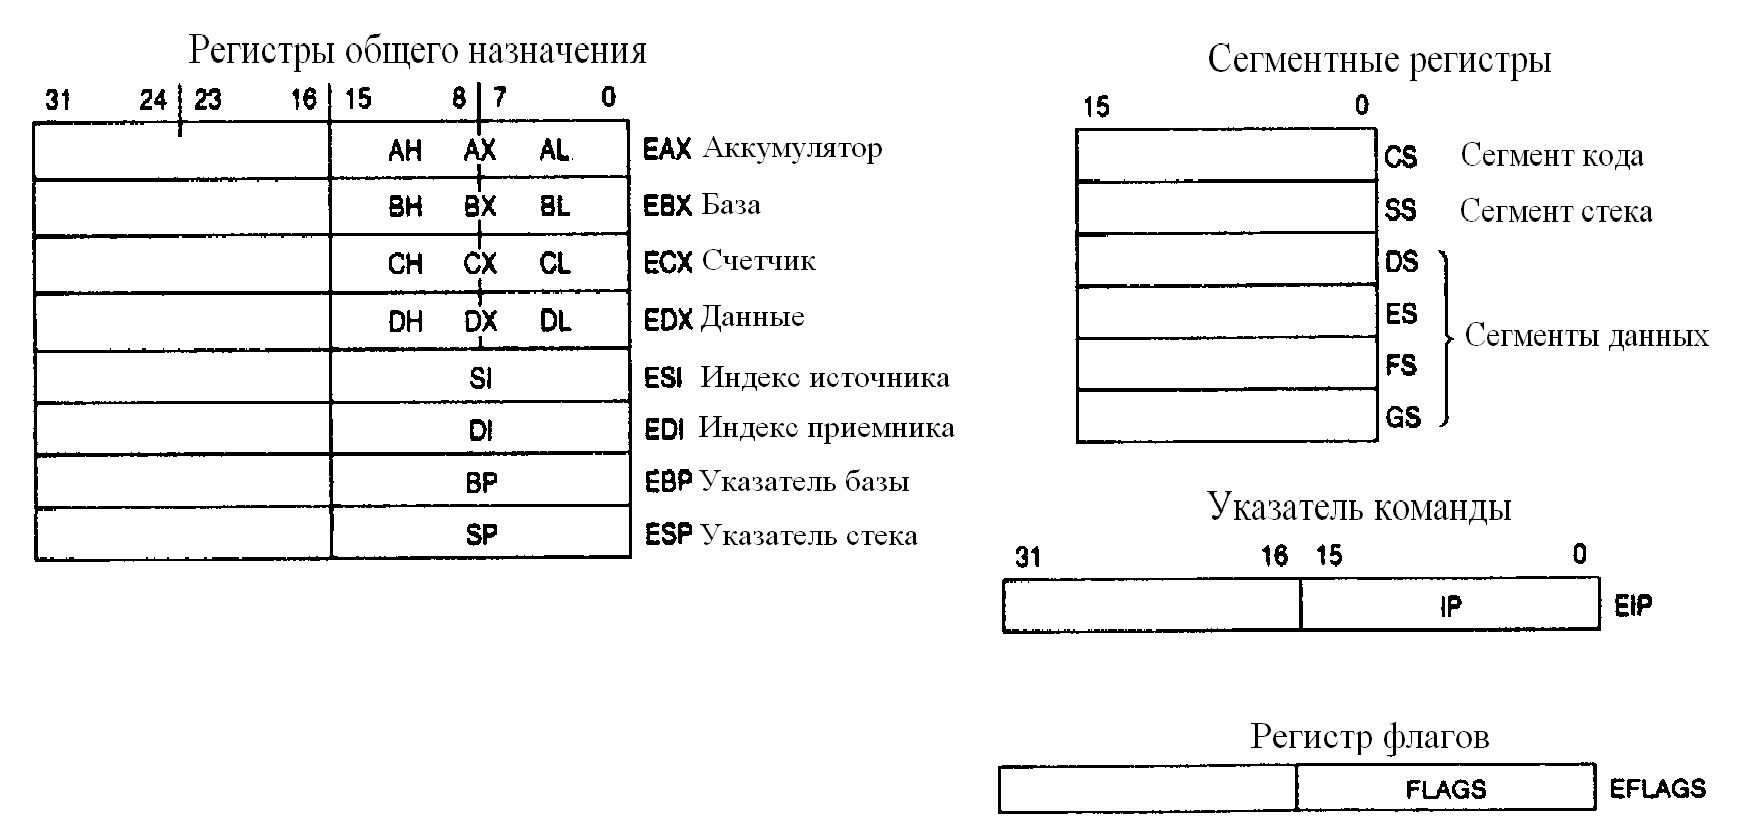 Регистры общего назначения
31 24 23 16 15 8 7 0
AH AX AL EAX Аккумулятор
BH BX BL EBX База
CH CX CL ECX Счетчик
DH DX DL EDX Данные
SI ESI Индекс источника
DI EDI Индекс приемника
BP EBP Указатель базы
SP ESP Указатель стека
Сегментные регистры
15 0
CS Сегмент кода
SS Сегмент стека
DS
ES
Сегменты данных
FS
GS
Указатель команды
31 16 15 0
IP EIP
Регистр флагов
FLAGS EFLAGS